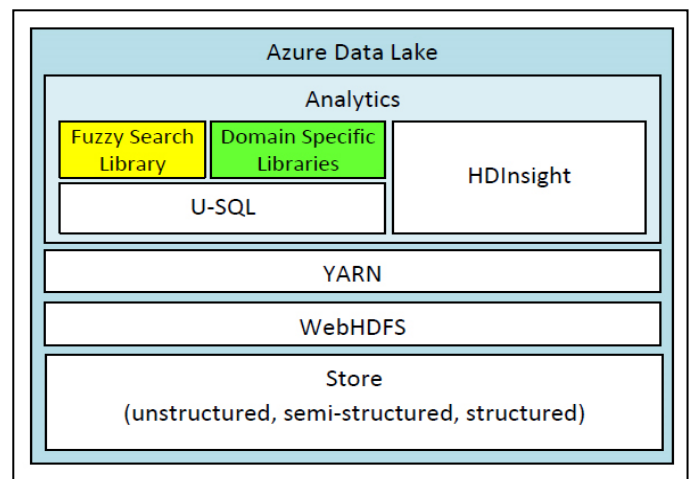 Azure Data Lake
Analytics
Fuzzy Search
Library
Domain Specific
Libraries
HDInsight
U-SQL
YARN
WebHDFS
Store
(unstructured, semi-structured, structured)